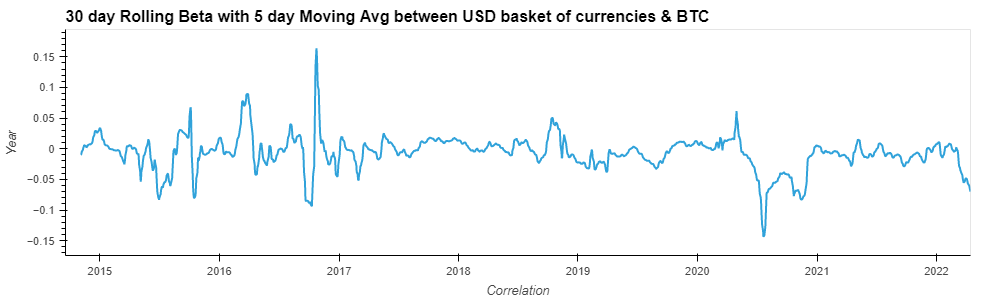 30 day Rolling Beta with 5 day Moving Avg between USD basket of currencies & BTC
Year
0.15
0.1
0.05
0
−0.05
−0.1
−0.15
2015 2016 2017 2018 2019 2020 2021 2022
Correlation